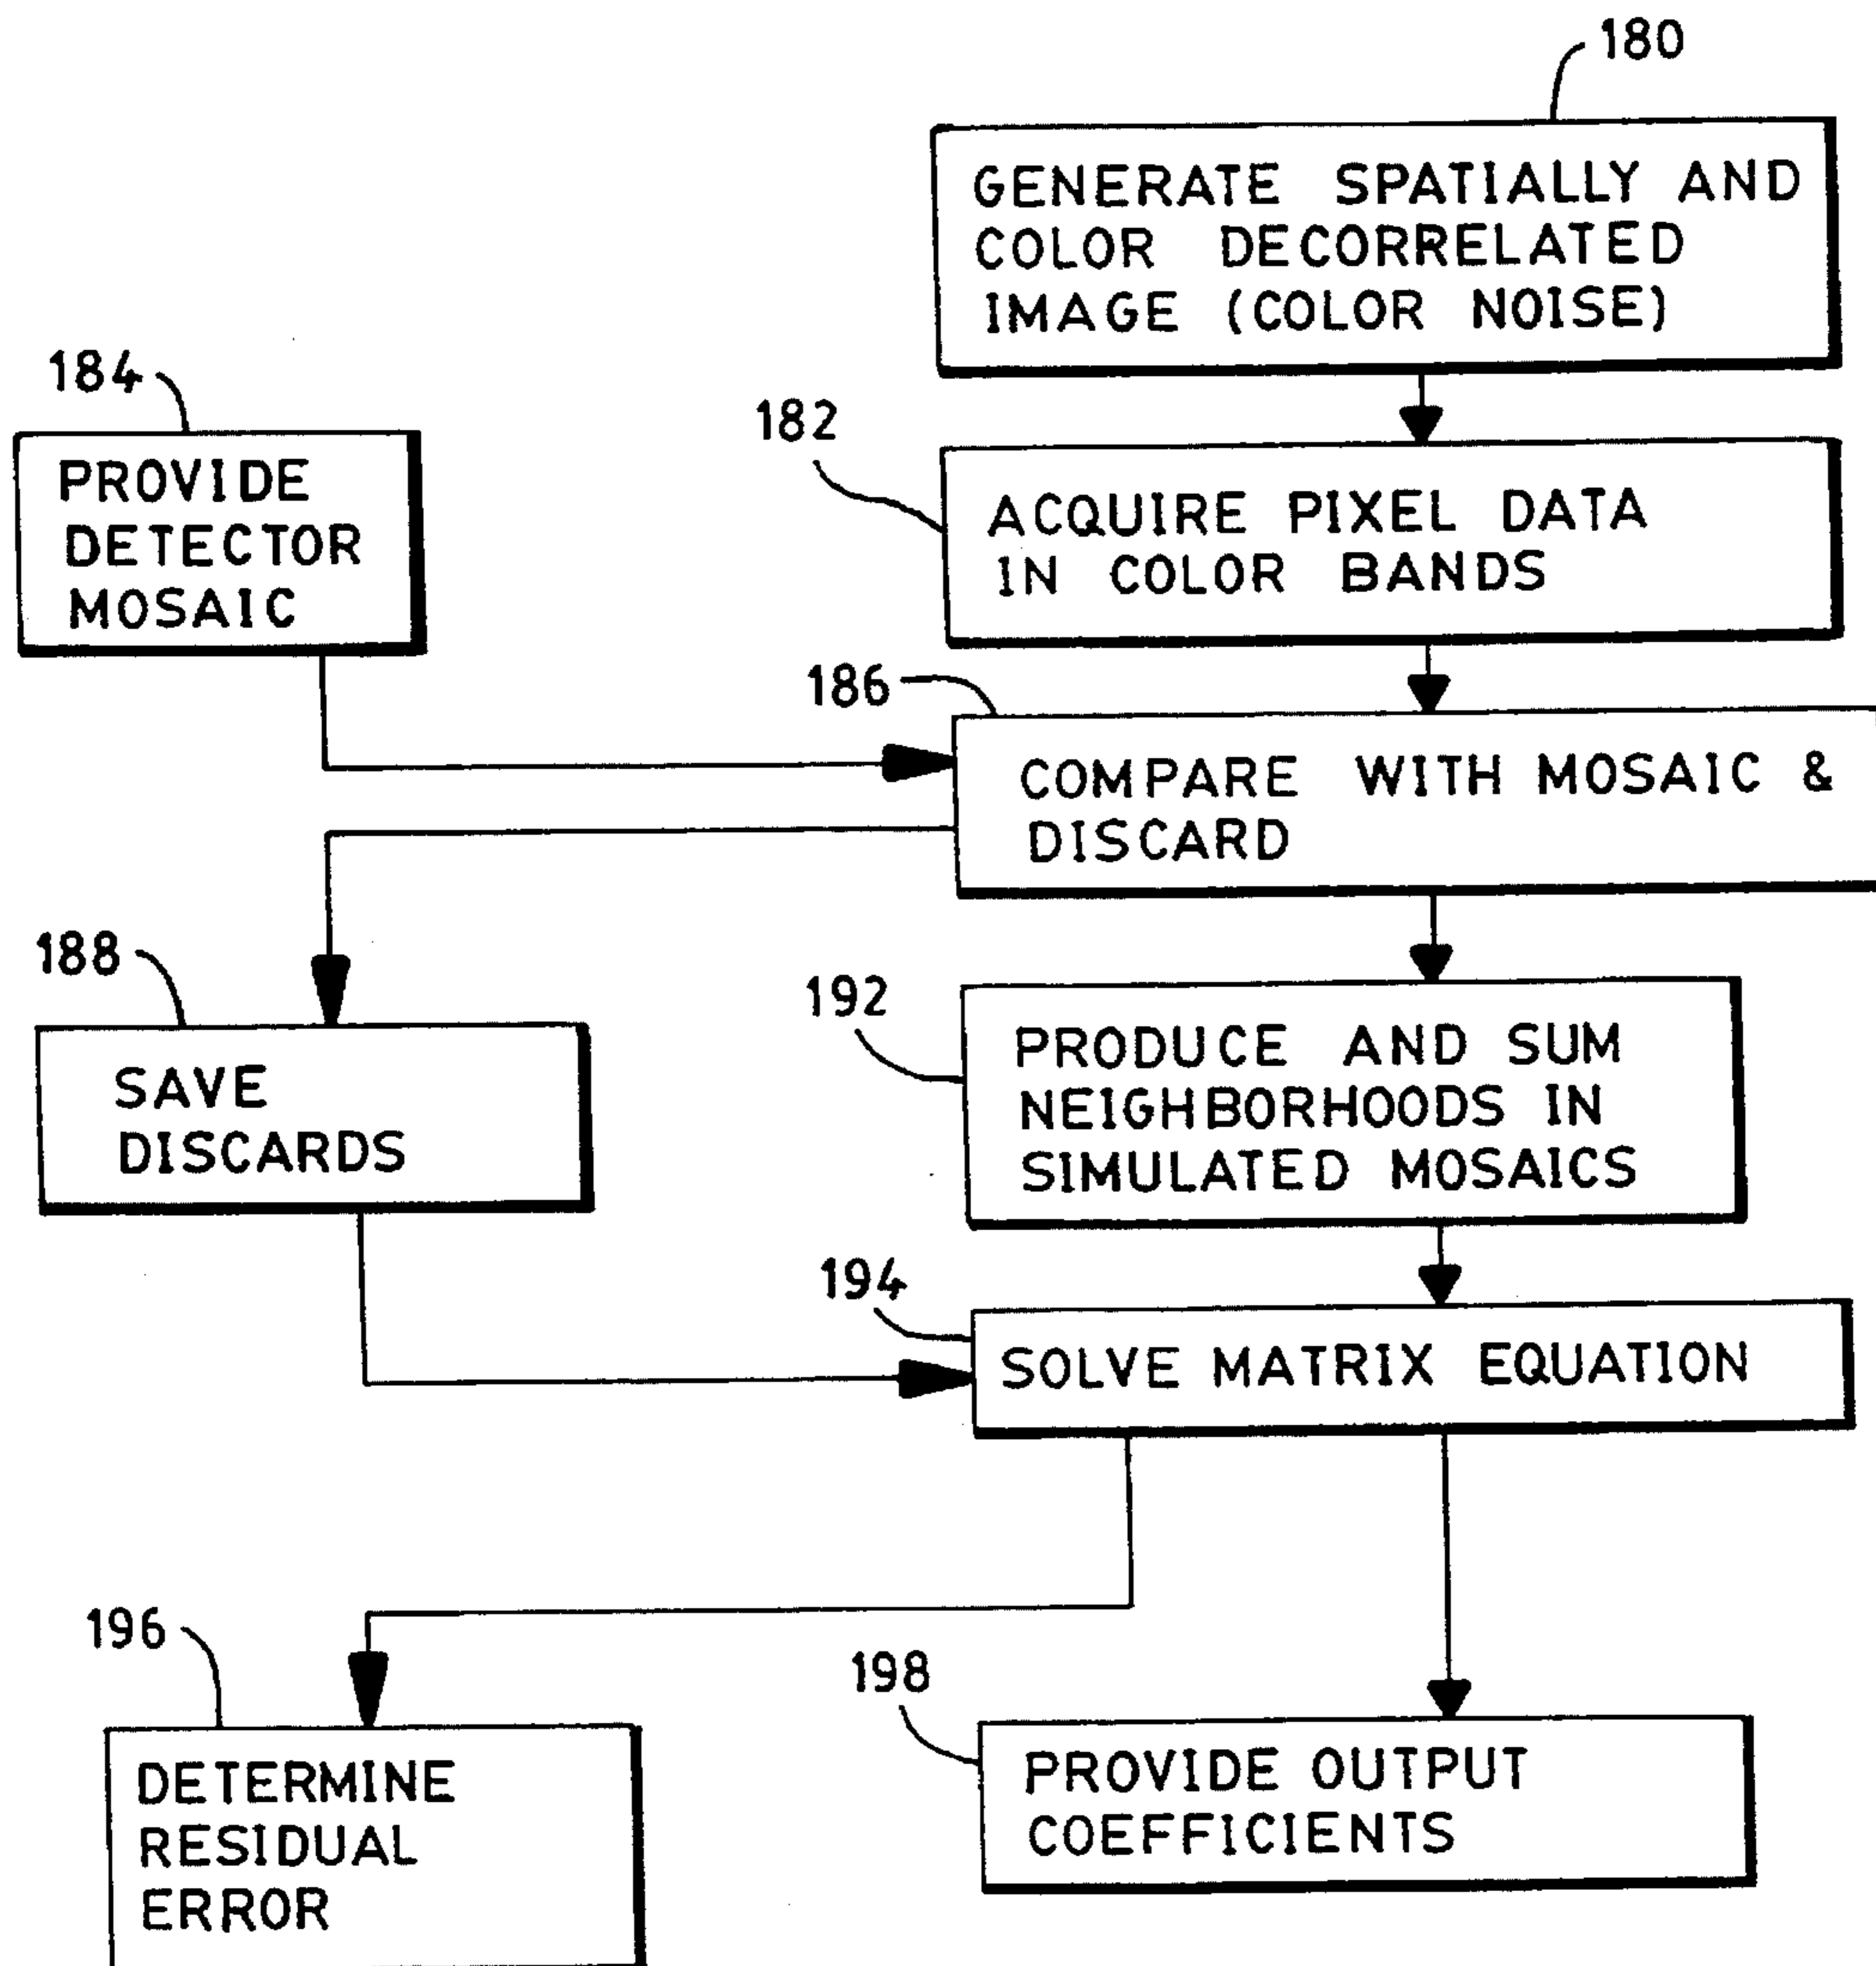 180
GENERATE SPATIALLY AND
COLOR DECORRELATED
IMAGE (COLOR NOISE)
184
PROVIDE
DETECTOR
MOSAIC
182
ACQUIRE PIXEL DATA
IN COLOR BANDS
186
COMPARE WITH MOSAIC &
DISCARD
188
SAVE
DISCARDS
192
PRODUCE AND SUM
NEIGHBORHOODS IN
SIMULATED MOSAICS
194
SOLVE MATRIX EQUATION
196
DETERMINE
RESIDUAL
ERROR
198
PROVIDE OUTPUT
COEFFICIENTS